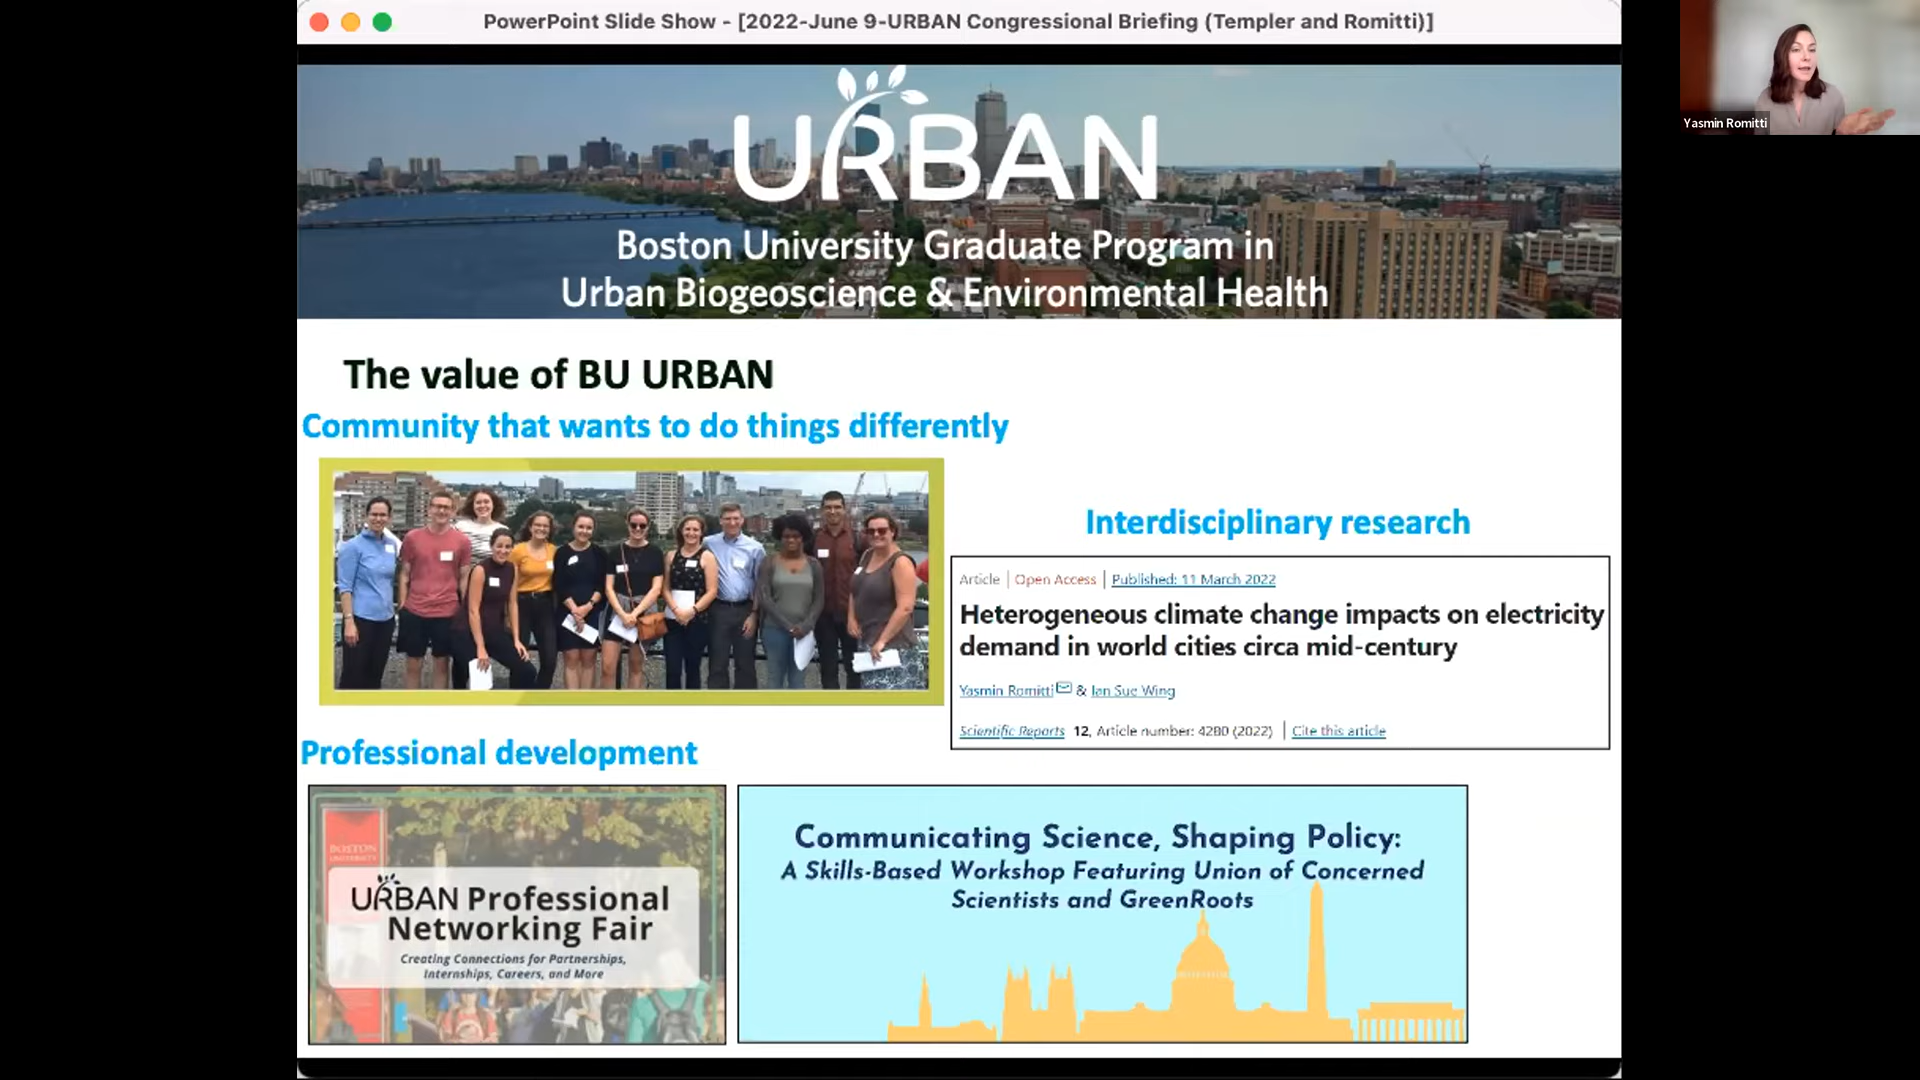 PowerPoint Slide Show - [2022-June 9-URBAN Congressional Briefing (Templer and Romitti)]
Yasmin Romitti
URBAN
Boston University Graduate Program in
Urban Biogeoscience & Environmental Health
The value of BU URBAN
Community that wants to do things differently
Interdisciplinary research
Article | Open Access | Published: 11 March 2022
Heterogeneous climate change impacts on electricity
demand in world cities circa mid-century
Yasmin Romitti & Ian Sue Wing
Scientific Reports 12, Article number: 4280 (2022) | Cite this article
Professional development
BOSTON
UNIVERSITY
URBAN Professional
Networking Fair
Creating Connections for Partnerships,
Internships, Careers, and More
Communicating Science, Shaping Policy:
A Skills-Based Workshop Featuring Union of Concerned
Scientists and GreenRoots